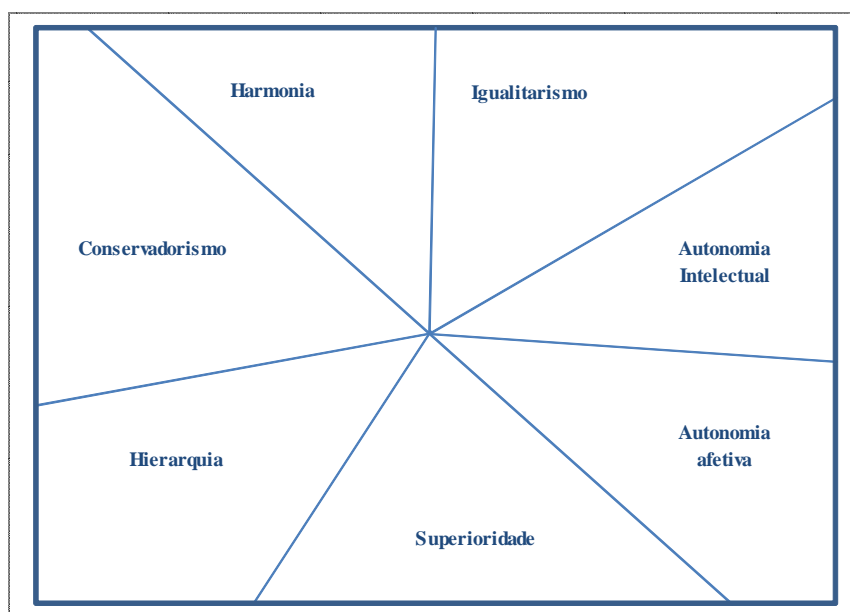 Harmonia
Igualitarismo
Conservadorismo
Autonomia
Intelectual
Hierarquia
Autonomia
afetiva
Superioridade